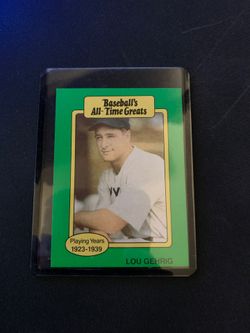 Baseball's
All-Time Greats
Playing Years
1923-1939
LOU GEHRIG